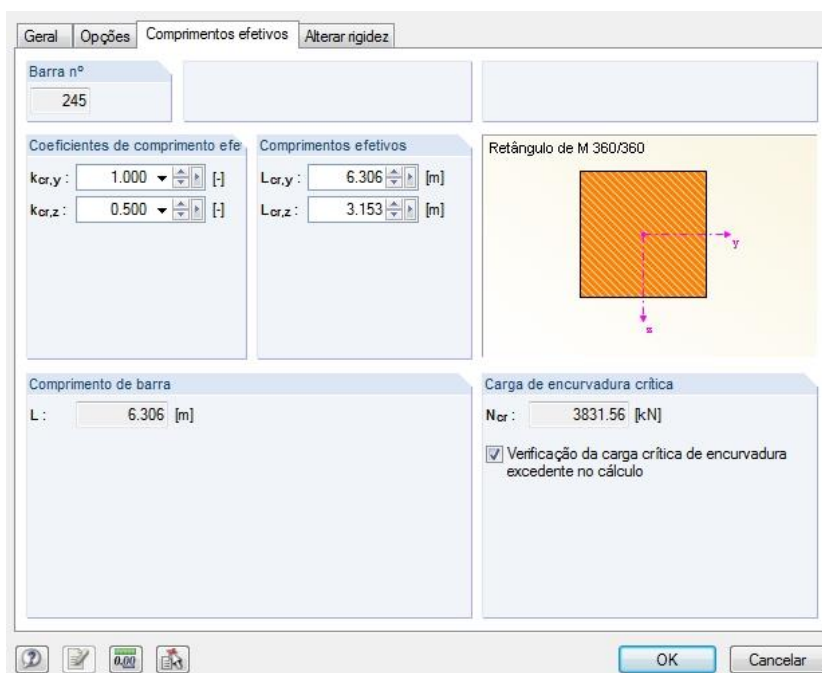 Geral Opções Comprimentos efetivos Alterar rigidez
Barra nº
245
Coeficientes de comprimento efe
kcr,y : 1.000 [-]
kcr,z : 0.500 [-]
Comprimentos efetivos
Lcr,y : 6.306 [m]
Lcr,z : 3.153 [m]
Retângulo de M 360/360
y
z
Comprimento de barra
L : 6.306 [m]
Carga de encurvadura crítica
Ncr : 3831.56 [kN]
Verificação da carga crítica de encurvadura
excedente no cálculo
0.00
OK Cancelar